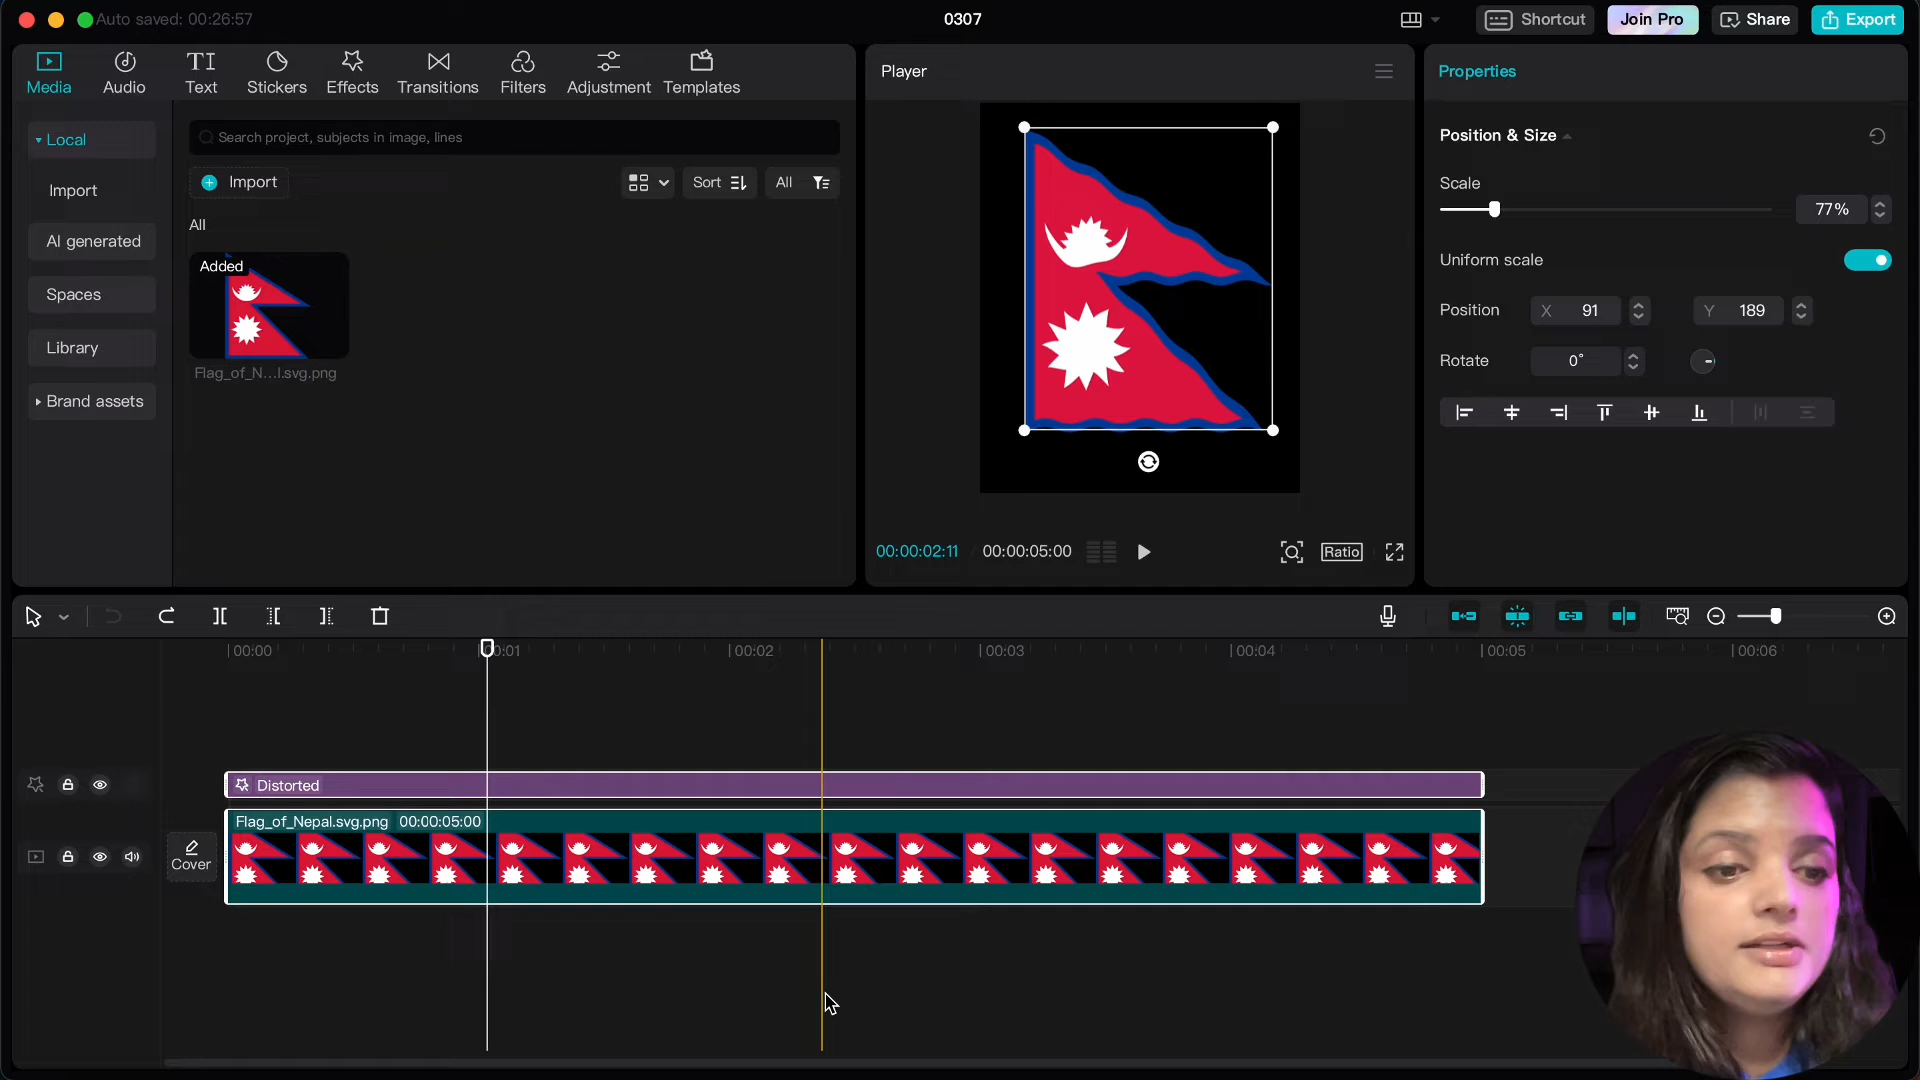 Auto saved: 00:26:57
0307
Shortcut
Join Pro
Share
Export
Media
Audio
TI
Text
Stickers
Effects
Transitions
Filters
Adjustment
Templates
Local
Import
AI generated
Spaces
Library
Brand assets
Search project, subjects in image, lines
Import
Sort
All
All
Added
Flag_of_N...l.svg.png
Player
00:00:02:11
00:00:05:00
Ratio
Properties
Position & Size
Scale
77%
Uniform scale
Position
X 91
Y 189
Rotate
0°
00:00
00:01
00:02
00:03
00:04
00:05
00:06
Distorted
Cover
Flag_of_Nepal.svg.png 00:00:05:00